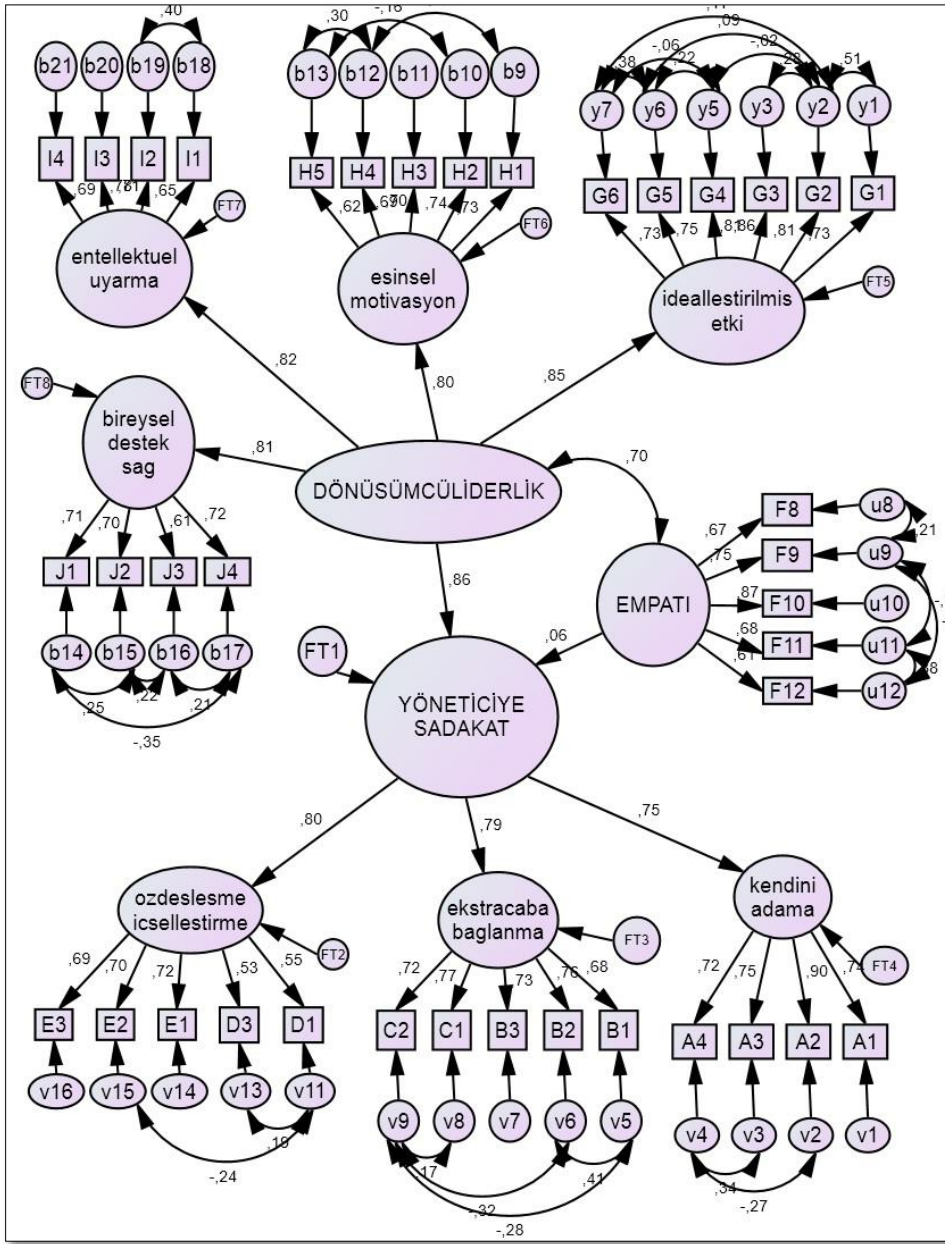 ,40
b21 b20 b19 b18
I4 I3 I2 I1
,69 ,65
FT7
entellektuel
uyarma
,30 -,16
b13 b12 b11 b10 b9
H5 H4 H3 H2 H1
,62 ,74 ,73
FT6
esinsel
motivasyon
,09
-,06 -,02
,38 ,22 ,28 ,51
y7 y6 y5 y3 y2 y1
G6 G5 G4 G3 G2 G1
,73 ,75 ,81 ,73
FT5
ideallestirilmis
etki
,82
,80
,85
FT8
bireysel
destek
sag
,81
DÖNÜSÜMCÜLİDERLİK
,70
,71 ,70 ,61 ,72
J1 J2 J3 J4
b14 b15 b16 b17
,25 ,22 ,21
-,35
,86
EMPATI
,67 F8 u8
,21
,75 F9 u9
,87 F10 u10
,68 F11 u11
,61 F12 u12
,06
FT1
YÖNETİCİYE
SADAKAT
,80
,79
,75
ozdeslesme
icsellestirme
FT2
,69 ,70 ,72 ,53 ,55
E3 E2 E1 D3 D1
v16 v15 v14 v13 v11
,19
-,24
ekstracaba
baglanma
FT3
,72 ,77 ,73 ,76 ,68
C2 C1 B3 B2 B1
v9 v8 v7 v6 v5
,17 ,41
-,32
-,28
kendini
adama
FT4
,72 ,75 ,90 ,74
A4 A3 A2 A1
v4 v3 v2 v1
,34
-,27